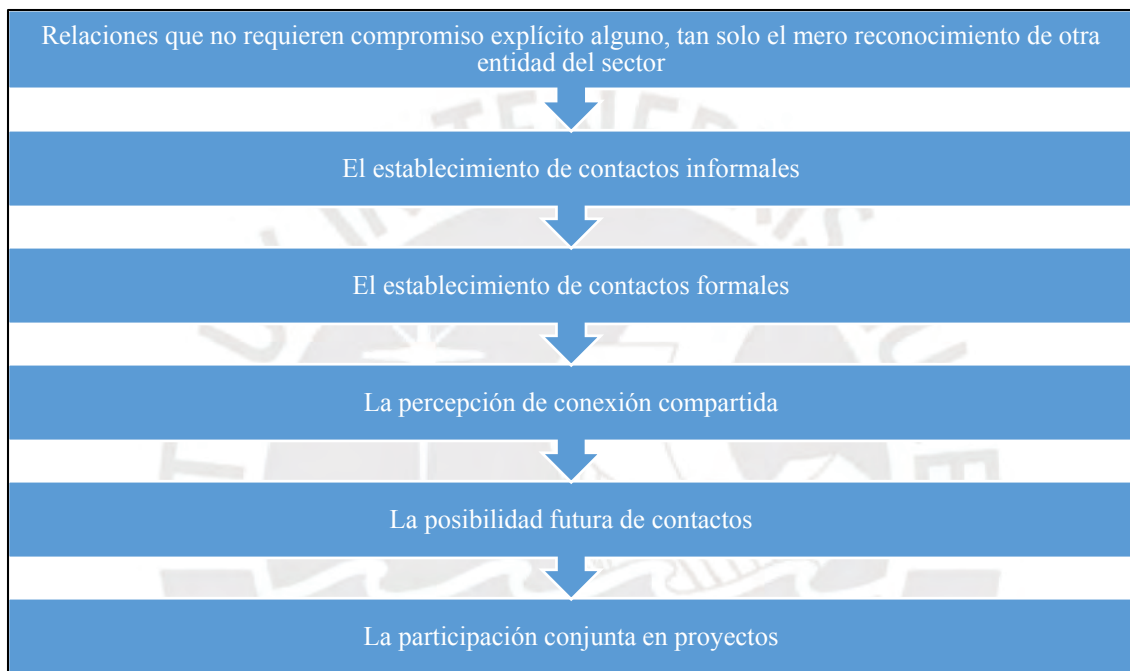 Relaciones que no requieren compromiso explícito alguno, tan solo el mero reconocimiento de otra
entidad del sector
El establecimiento de contactos informales
El establecimiento de contactos formales
La percepción de conexión compartida
La posibilidad futura de contactos
La participación conjunta en proyectos